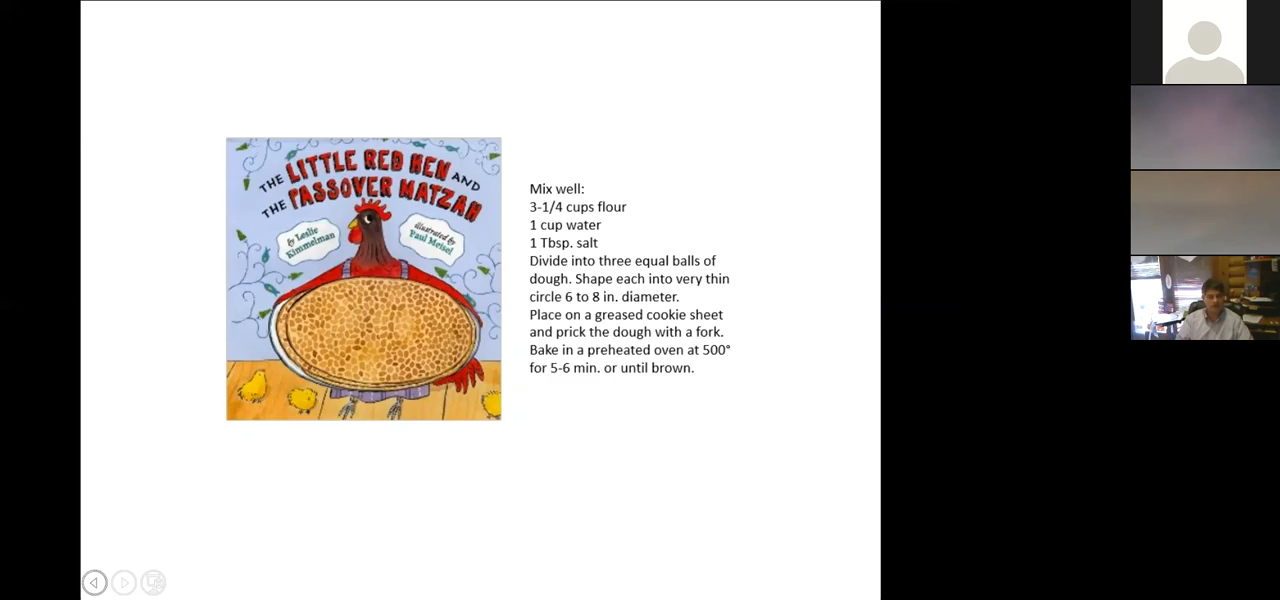 THE LITTLE RED HEN AND
THE PASSOVER MATZAH
by Leslie
Kimmelman
illustrated by
Paul Meisel
Mix well:
3-1/4 cups flour
1 cup water
1 Tbsp. salt
Divide into three equal balls of
dough. Shape each into very thin
circle 6 to 8 in. diameter.
Place on a greased cookie sheet
and prick the dough with a fork.
Bake in a preheated oven at 500°
for 5-6 min. or until brown.